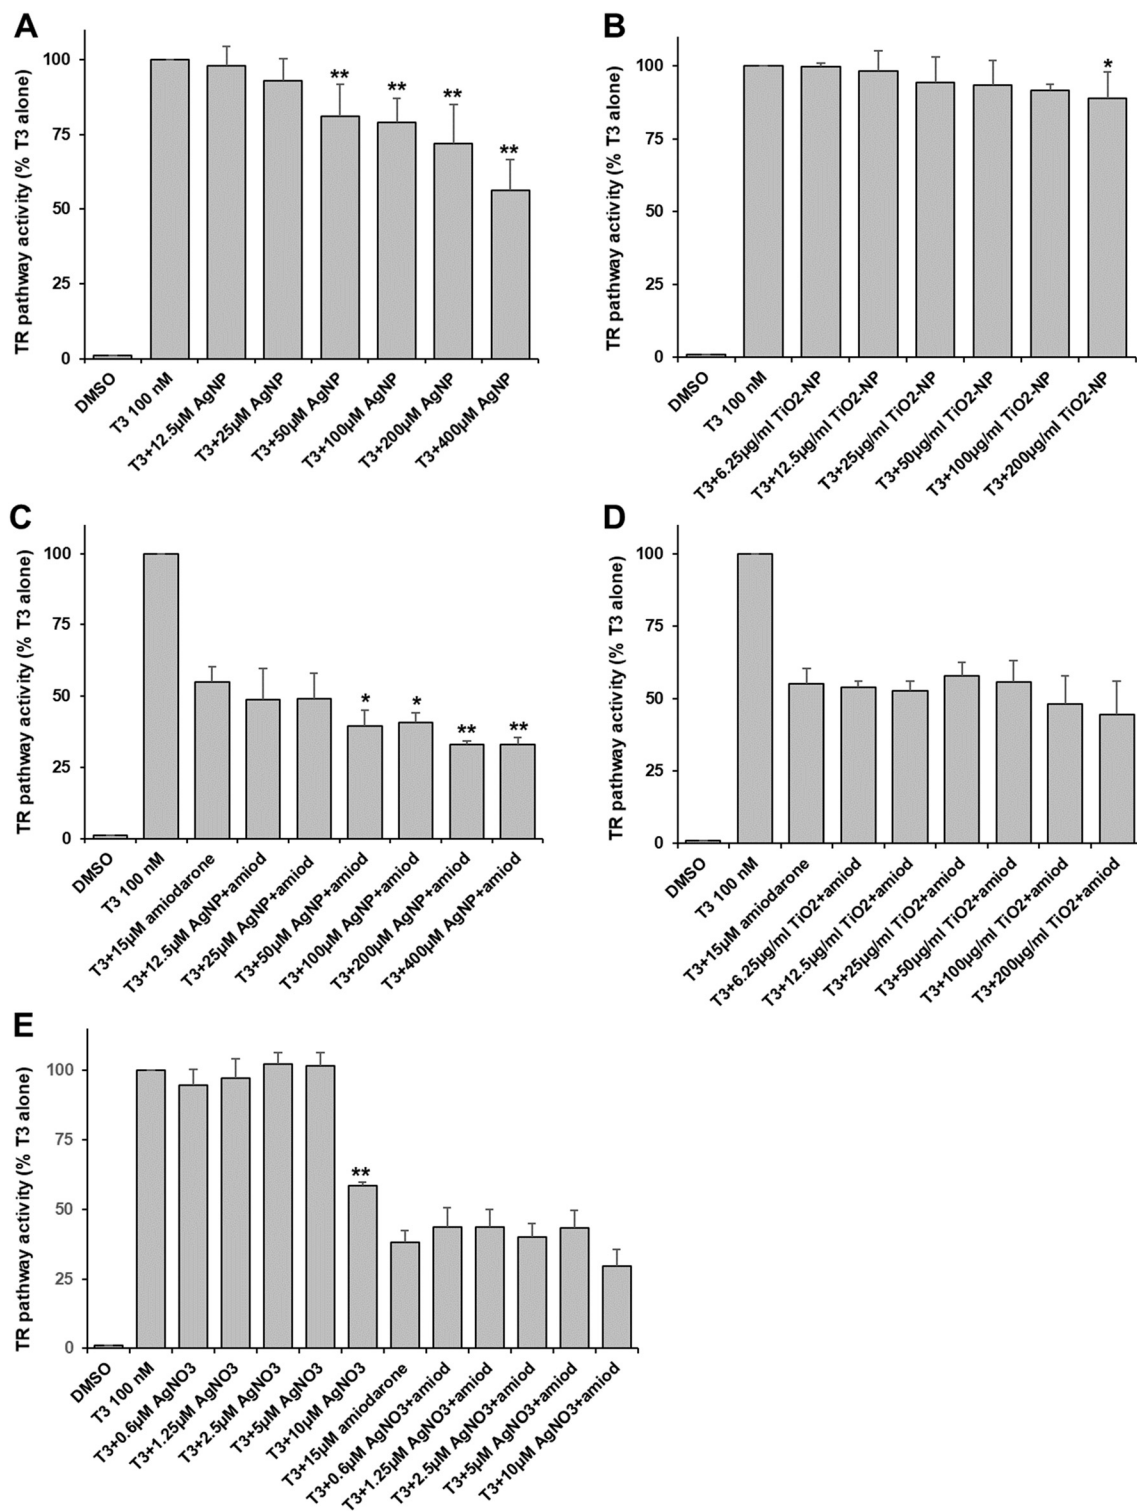 A
TR pathway activity (% T3 alone)
100
75
50
25
0
** ** ** **
DMSO
T3 100 nM
T3+12.5µM AgNP
T3+25µM AgNP
T3+50µM AgNP
T3+100µM AgNP
T3+200µM AgNP
T3+400µM AgNP
B
TR pathway activity (% T3 alone)
100
75
50
25
0
*
DMSO
T3 100 nM
T3+6.25µg/ml TiO2-NP
T3+12.5µg/ml TiO2-NP
T3+25µg/ml TiO2-NP
T3+50µg/ml TiO2-NP
T3+100µg/ml TiO2-NP
T3+200µg/ml TiO2-NP
C
TR pathway activity (% T3 alone)
100
75
50
25
0
* * ** **
DMSO
T3 100 nM
T3+15µM amiodarone
T3+12.5µM AgNP+amiod
T3+25µM AgNP+amiod
T3+50µM AgNP+amiod
T3+100µM AgNP+amiod
T3+200µM AgNP+amiod
T3+400µM AgNP+amiod
D
TR pathway activity (% T3 alone)
100
75
50
25
0
DMSO
T3 100 nM
T3+15µM amiodarone
T3+6.25µg/ml TiO2+amiod
T3+12.5µg/ml TiO2+amiod
T3+25µg/ml TiO2+amiod
T3+50µg/ml TiO2+amiod
T3+100µg/ml TiO2+amiod
T3+200µg/ml TiO2+amiod
E
TR pathway activity (% T3 alone)
100
75
50
25
0
**
DMSO
T3 100 nM
T3+0.6µM AgNO3
T3+1.25µM AgNO3
T3+2.5µM AgNO3
T3+5µM AgNO3
T3+10µM AgNO3
T3+15µM amiodarone
T3+0.6µM AgNO3+amiod
T3+1.25µM AgNO3+amiod
T3+2.5µM AgNO3+amiod
T3+5µM AgNO3+amiod
T3+10µM AgNO3+amiod